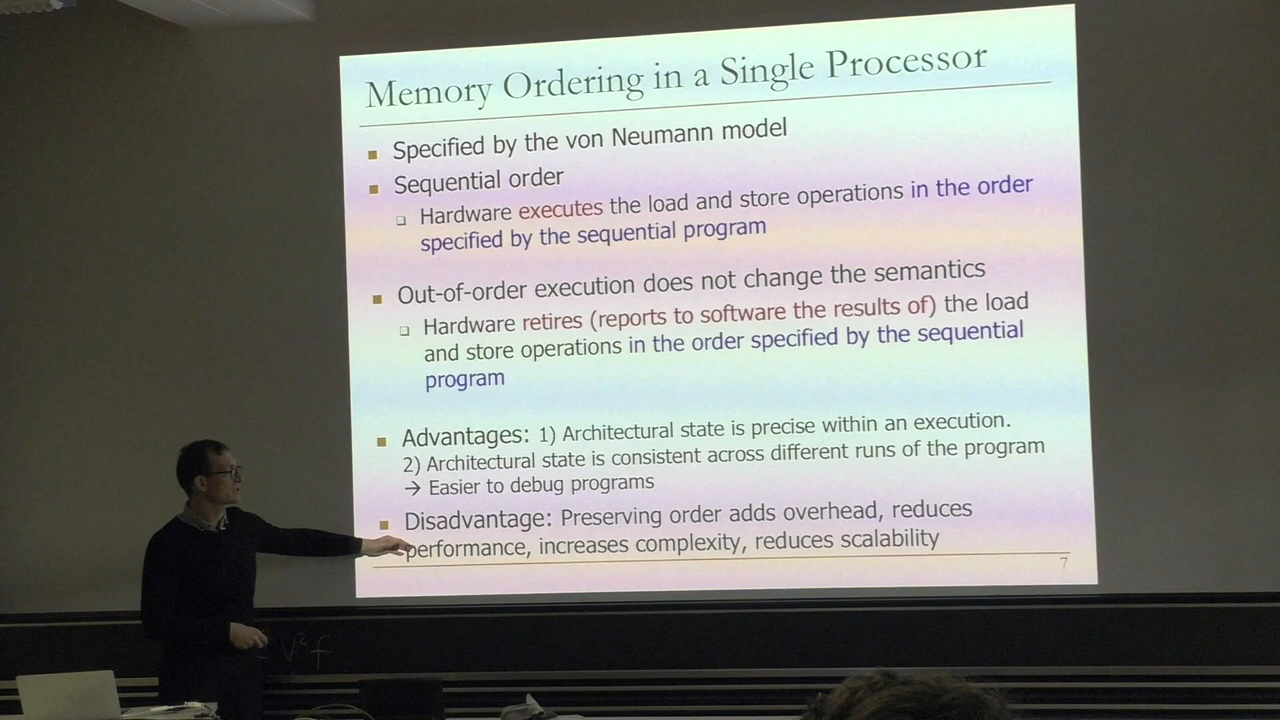 Memory Ordering in a Single Processor
Specified by the von Neumann model
Sequential order
Hardware executes the load and store operations in the order
specified by the sequential program
Out-of-order execution does not change the semantics
Hardware retires (reports to software the results of) the load
and store operations in the order specified by the sequential
program
Advantages: 1) Architectural state is precise within an execution.
2) Architectural state is consistent across different runs of the program
→ Easier to debug programs
Disadvantage: Preserving order adds overhead, reduces
performance, increases complexity, reduces scalability
7
V²f